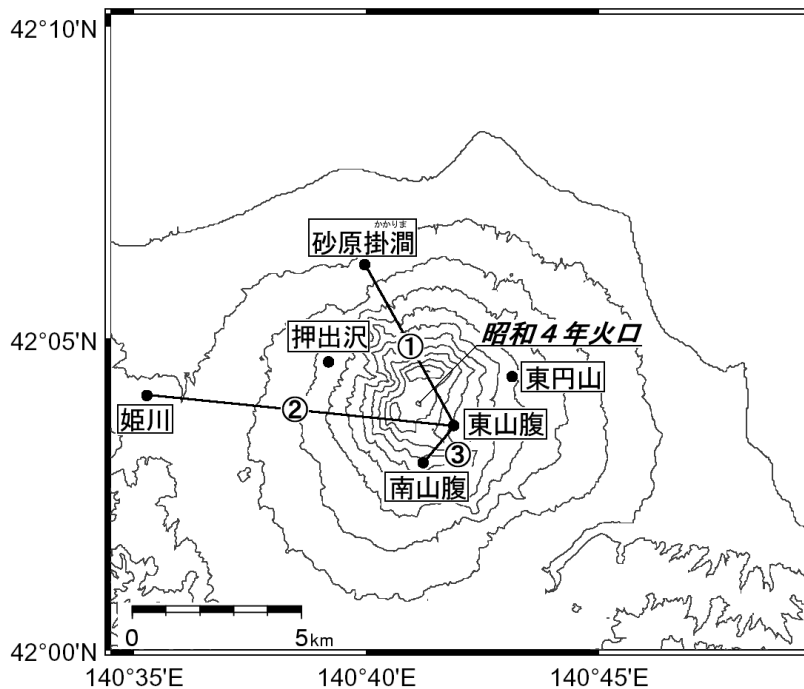 42°10'N
かかりま
砂原掛澗
昭和４年火口
42°05'N
押出沢
①
東円山
姫川
②
東山腹
③
南山腹
0
5km
42°00'N
140°35'E
140°40'E
140°45'E